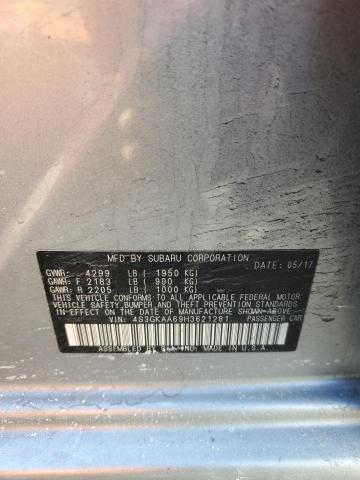 MFD BY SUBARU CORPORATION
DATE: 05/17
GVWR: 4299 LB ( 1950 KG)
GAWR: F 2183 LB ( 990 KG)
GAWR: R 2205 LB ( 1000 KG)
THIS VEHICLE CONFORMS TO ALL APPLICABLE FEDERAL MOTOR
VEHICLE SAFETY, BUMPER, AND THEFT PREVENTION STANDARDS
IN EFFECT ON THE DATE OF MANUFACTURE SHOWN ABOVE.
VIN: 4S3GKAA69H3621281 PASSENGER CAR
ASSEMBLED BY IN U.S.A.